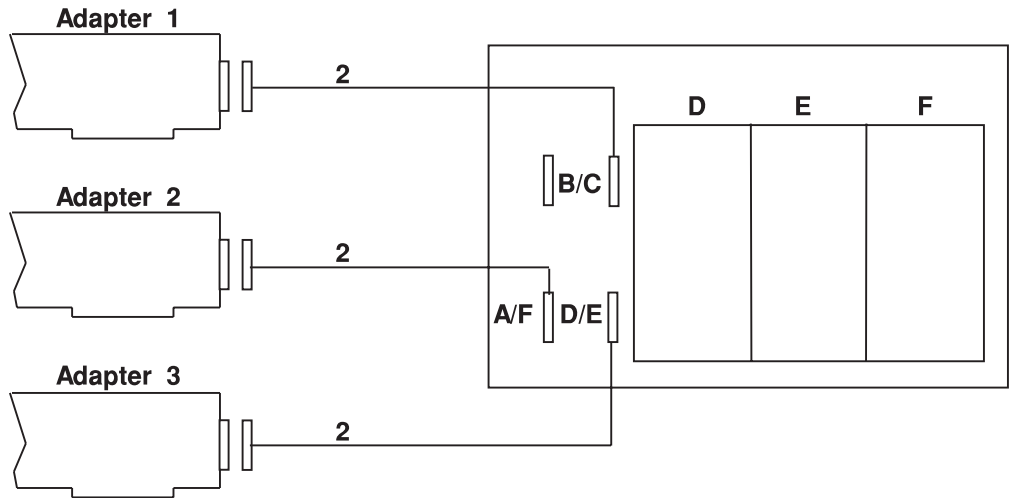 Adapter 1
2
D E F
B/C
Adapter 2
2
A/F D/E
Adapter 3
2